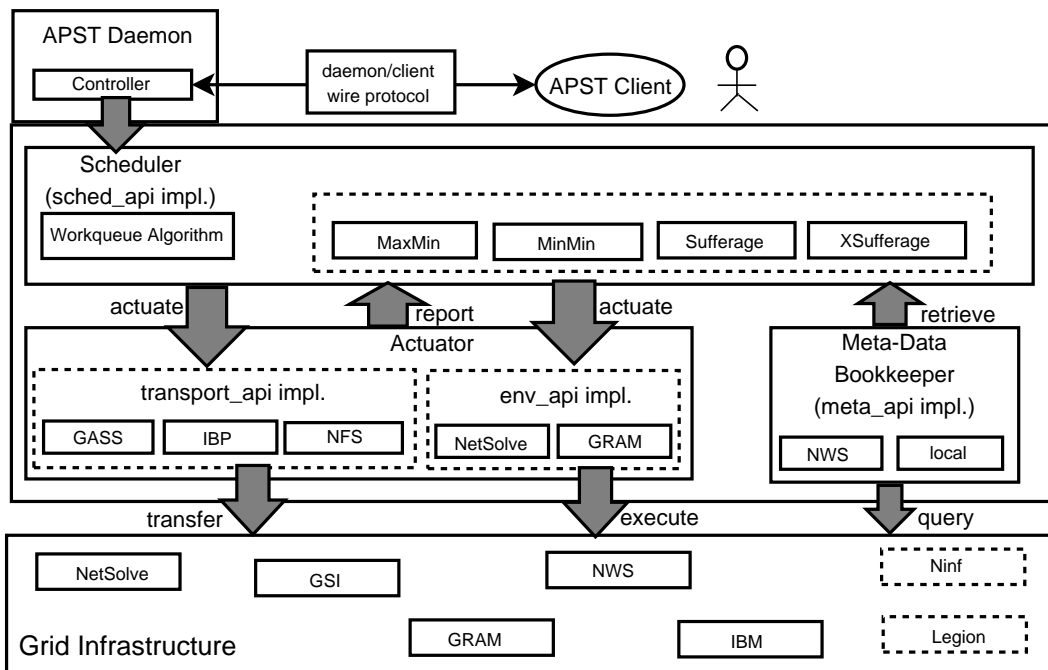 APST Daemon
Controller
daemon/client
wire protocol
APST Client
Scheduler
(sched_api impl.)
Workqueue Algorithm
MaxMin
MinMin
Sufferage
XSufferage
actuate
report
actuate
retrieve
Actuator
transport_api impl.
GASS
IBP
NFS
env_api impl.
NetSolve
GRAM
Meta-Data
Bookkeeper
(meta_api impl.)
NWS
local
transfer
execute
query
NetSolve
GSI
NWS
Ninf
Grid Infrastructure
GRAM
IBM
Legion